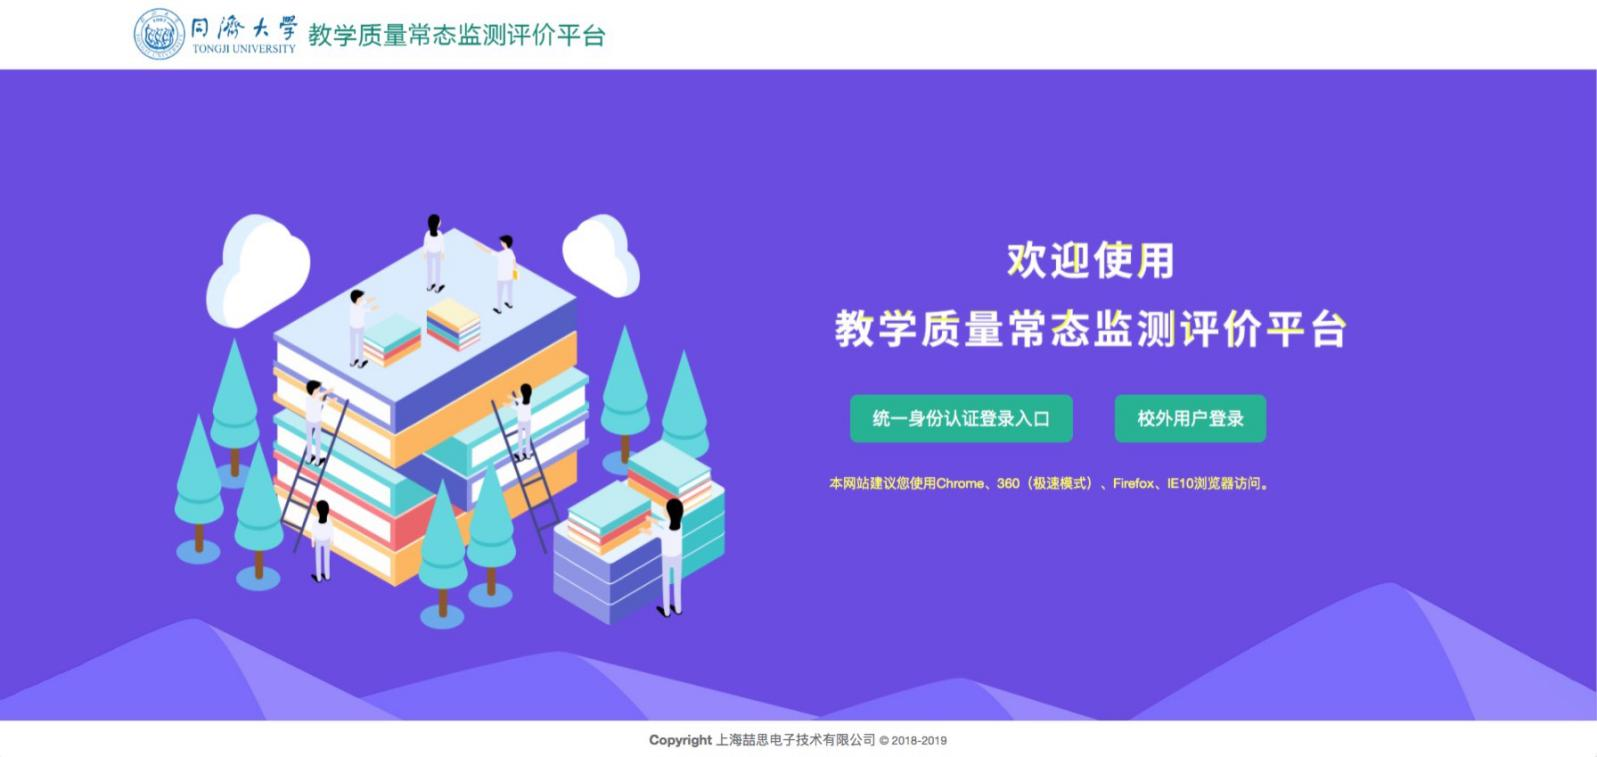 同濟大学
TONGJI UNIVERSITY
教学质量常态监测评价平台
欢迎使用
教学质量常态监测评价平台
统一身份认证登录入口
校外用户登录
本网站建议您使用Chrome、360（极速模式）、Firefox、IE10浏览器访问。
Copyright 上海喆思电子技术有限公司 © 2018-2019